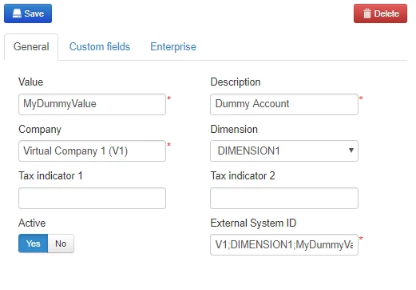 Save Delete
General Custom fields Enterprise
Value Description
MyDummyValue * Dummy Account *
Company Dimension
Virtual Company 1 (V1) * DIMENSION1
Tax indicator 1 Tax indicator 2
Active External System ID
Yes No V1;DIMENSION1;MyDummyVa *